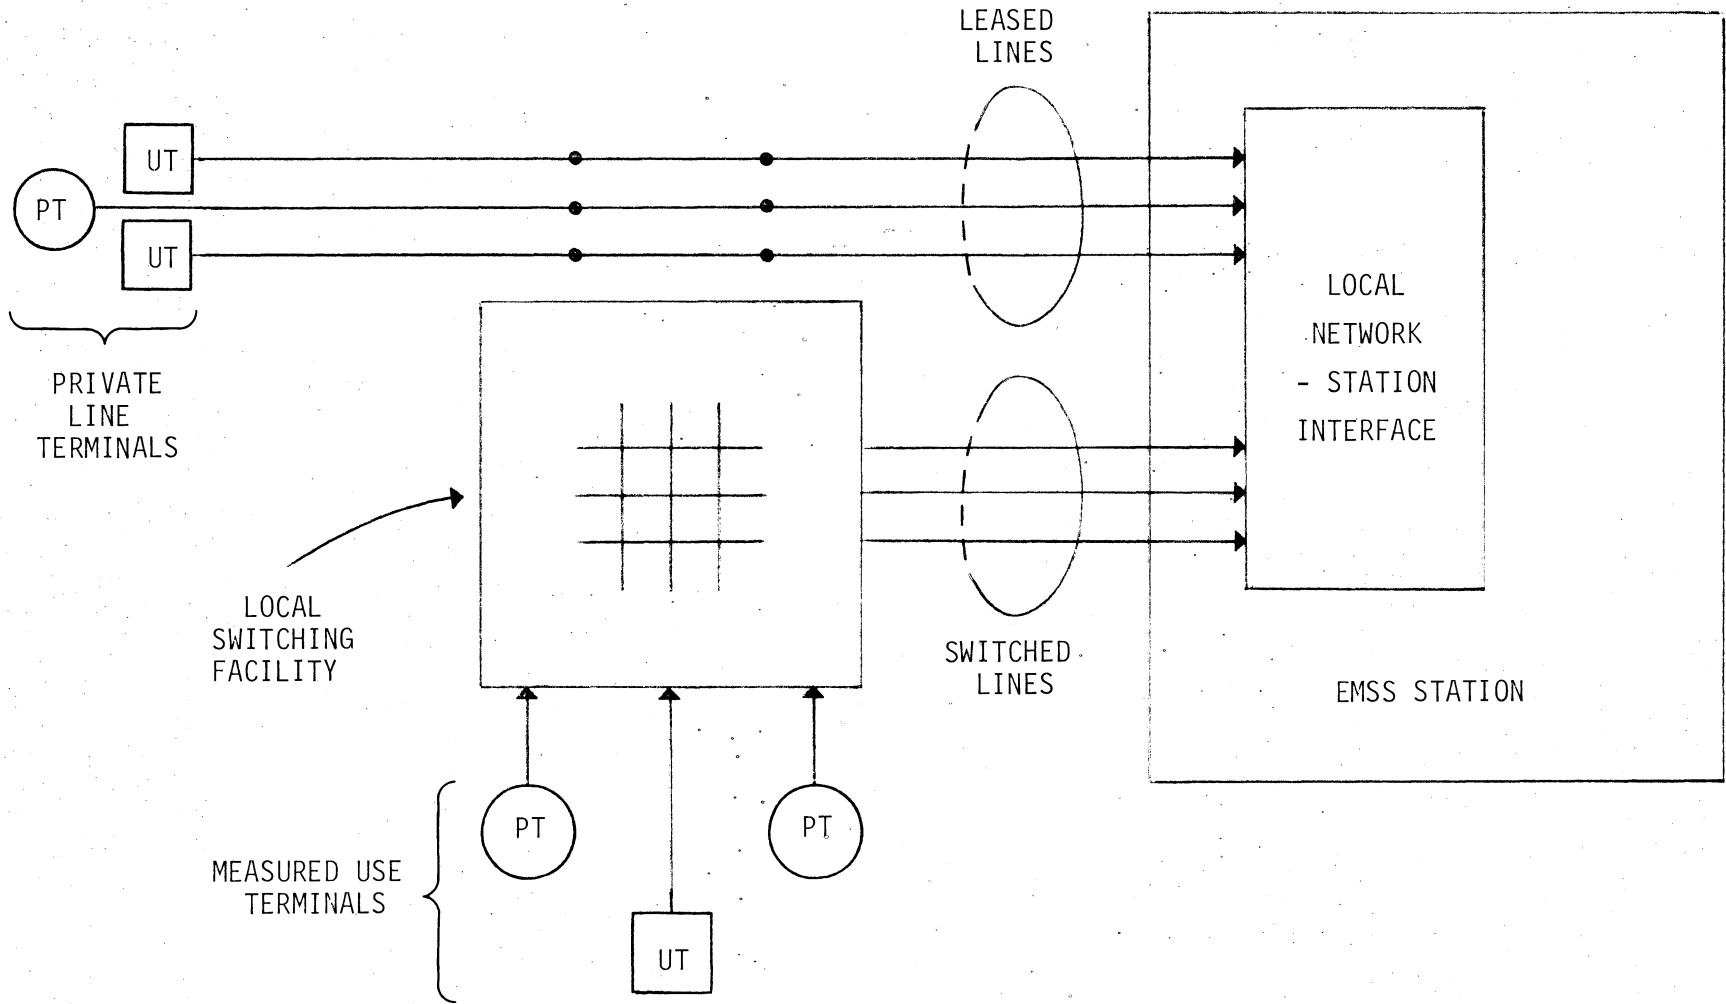 LEASED
LINES
UT
PT
UT
PRIVATE
LINE
TERMINALS
LOCAL
NETWORK
- STATION
INTERFACE
LOCAL
SWITCHING
FACILITY
SWITCHED
LINES
EMSS STATION
PT
PT
MEASURED USE
TERMINALS
UT